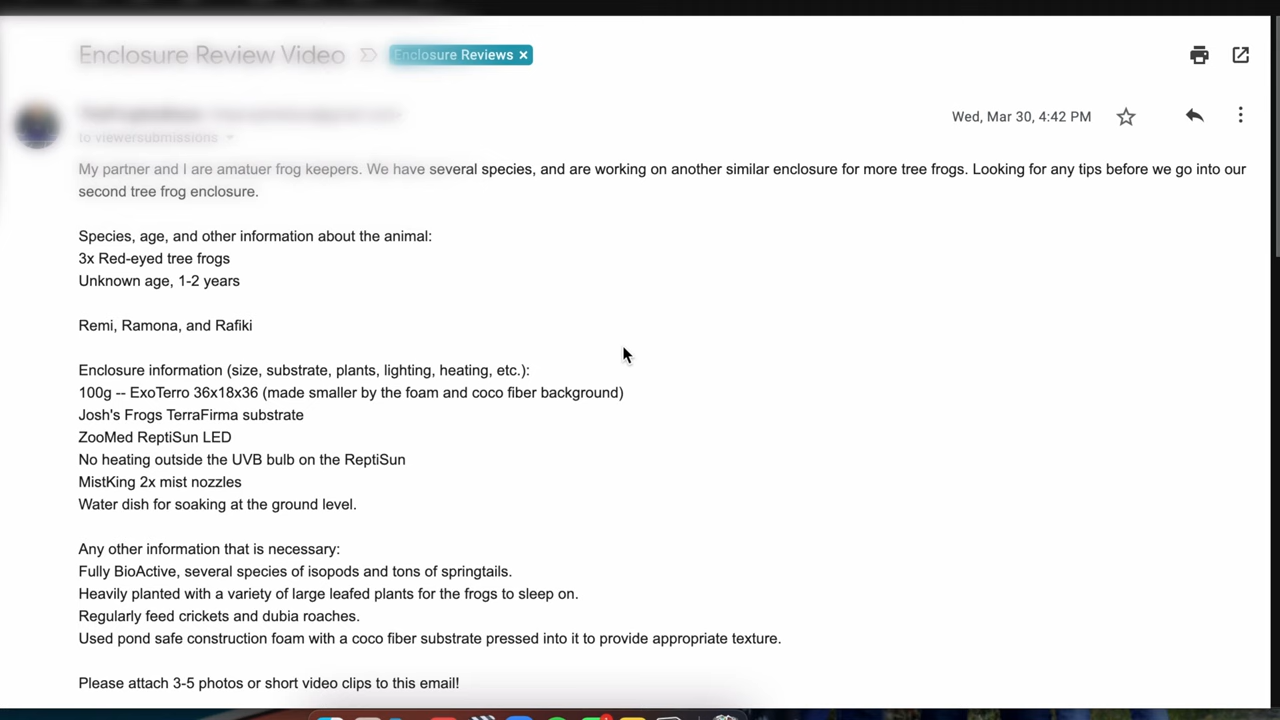 Enclosure Review Video Enclosure Reviews ×
Wed, Mar 30, 4:42 PM
to viewersubmissions
My partner and I are amatuer frog keepers. We have several species, and are working on another similar enclosure for more tree frogs. Looking for any tips before we go into our
second tree frog enclosure.
Species, age, and other information about the animal:
3x Red-eyed tree frogs
Unknown age, 1-2 years
Remi, Ramona, and Rafiki
Enclosure information (size, substrate, plants, lighting, heating, etc.):
100g -- ExoTerro 36x18x36 (made smaller by the foam and coco fiber background)
Josh's Frogs TerraFirma substrate
ZooMed ReptiSun LED
No heating outside the UVB bulb on the ReptiSun
MistKing 2x mist nozzles
Water dish for soaking at the ground level.
Any other information that is necessary:
Fully BioActive, several species of isopods and tons of springtails.
Heavily planted with a variety of large leafed plants for the frogs to sleep on.
Regularly feed crickets and dubia roaches.
Used pond safe construction foam with a coco fiber substrate pressed into it to provide appropriate texture.
Please attach 3-5 photos or short video clips to this email!